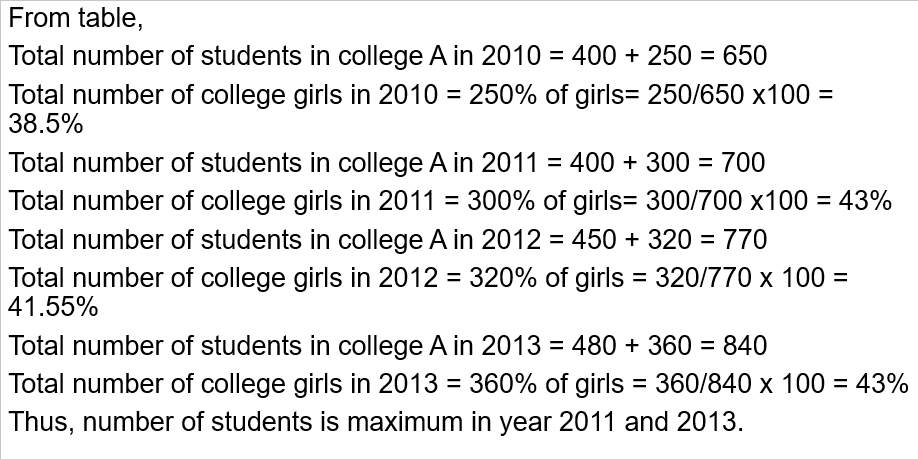 From table,
Total number of students in college A in 2010 = 400 + 250 = 650
Total number of college girls in 2010 = 250% of girls= 250/650 x100 =
38.5%
Total number of students in college A in 2011 = 400 + 300 = 700
Total number of college girls in 2011 = 300% of girls= 300/700 x100 = 43%
Total number of students in college A in 2012 = 450 + 320 = 770
Total number of college girls in 2012 = 320% of girls = 320/770 x 100 =
41.55%
Total number of students in college A in 2013 = 480 + 360 = 840
Total number of college girls in 2013 = 360% of girls = 360/840 x 100 = 43%
Thus, number of students is maximum in year 2011 and 2013.